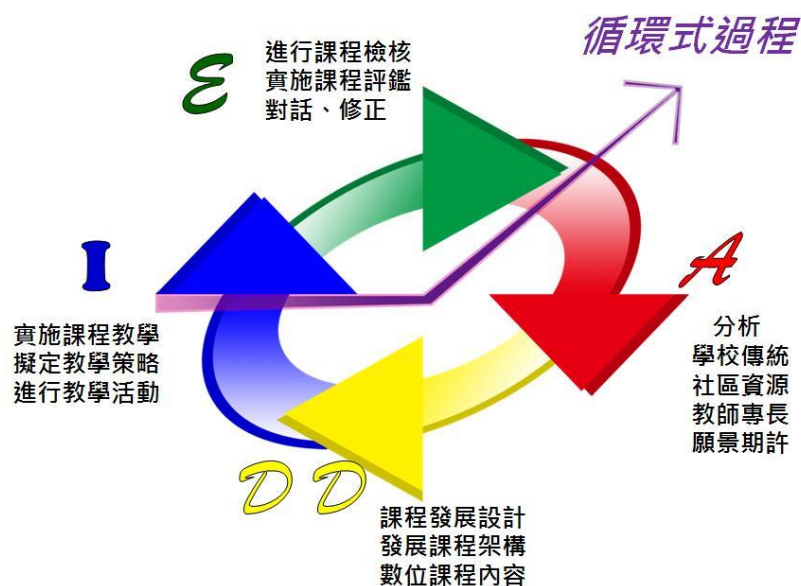 循環式過程
E
進行課程檢核
實施課程評鑑
對話、修正
A
分析
學校傳統
社區資源
教師專長
願景期許
D D
課程發展設計
發展課程架構
數位課程內容
I
實施課程教學
擬定教學策略
進行教學活動